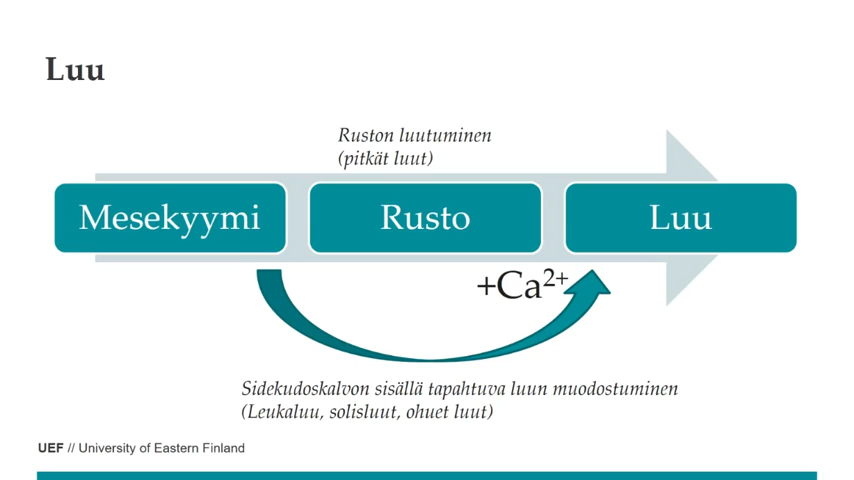 Luu
Ruston luutuminen
(pitkät luut)
Mesekyymi
Rusto
Luu
+Ca²⁺
Sidekudoskalvon sisällä tapahtuva luun muodostuminen
(Leukaluu, solisluut, ohuet luut)
UEF // University of Eastern Finland